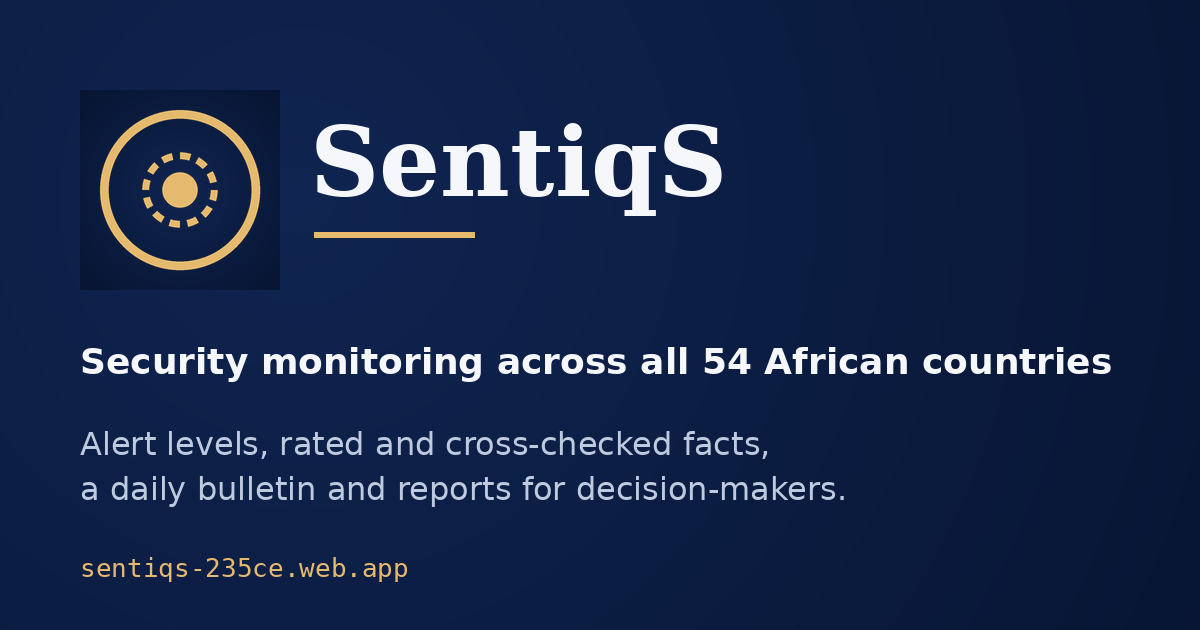 SentiqS
Security monitoring across all 54 African countries
Alert levels, rated and cross-checked facts,
a daily bulletin and reports for decision-makers.
sentiqs-235ce.web.app